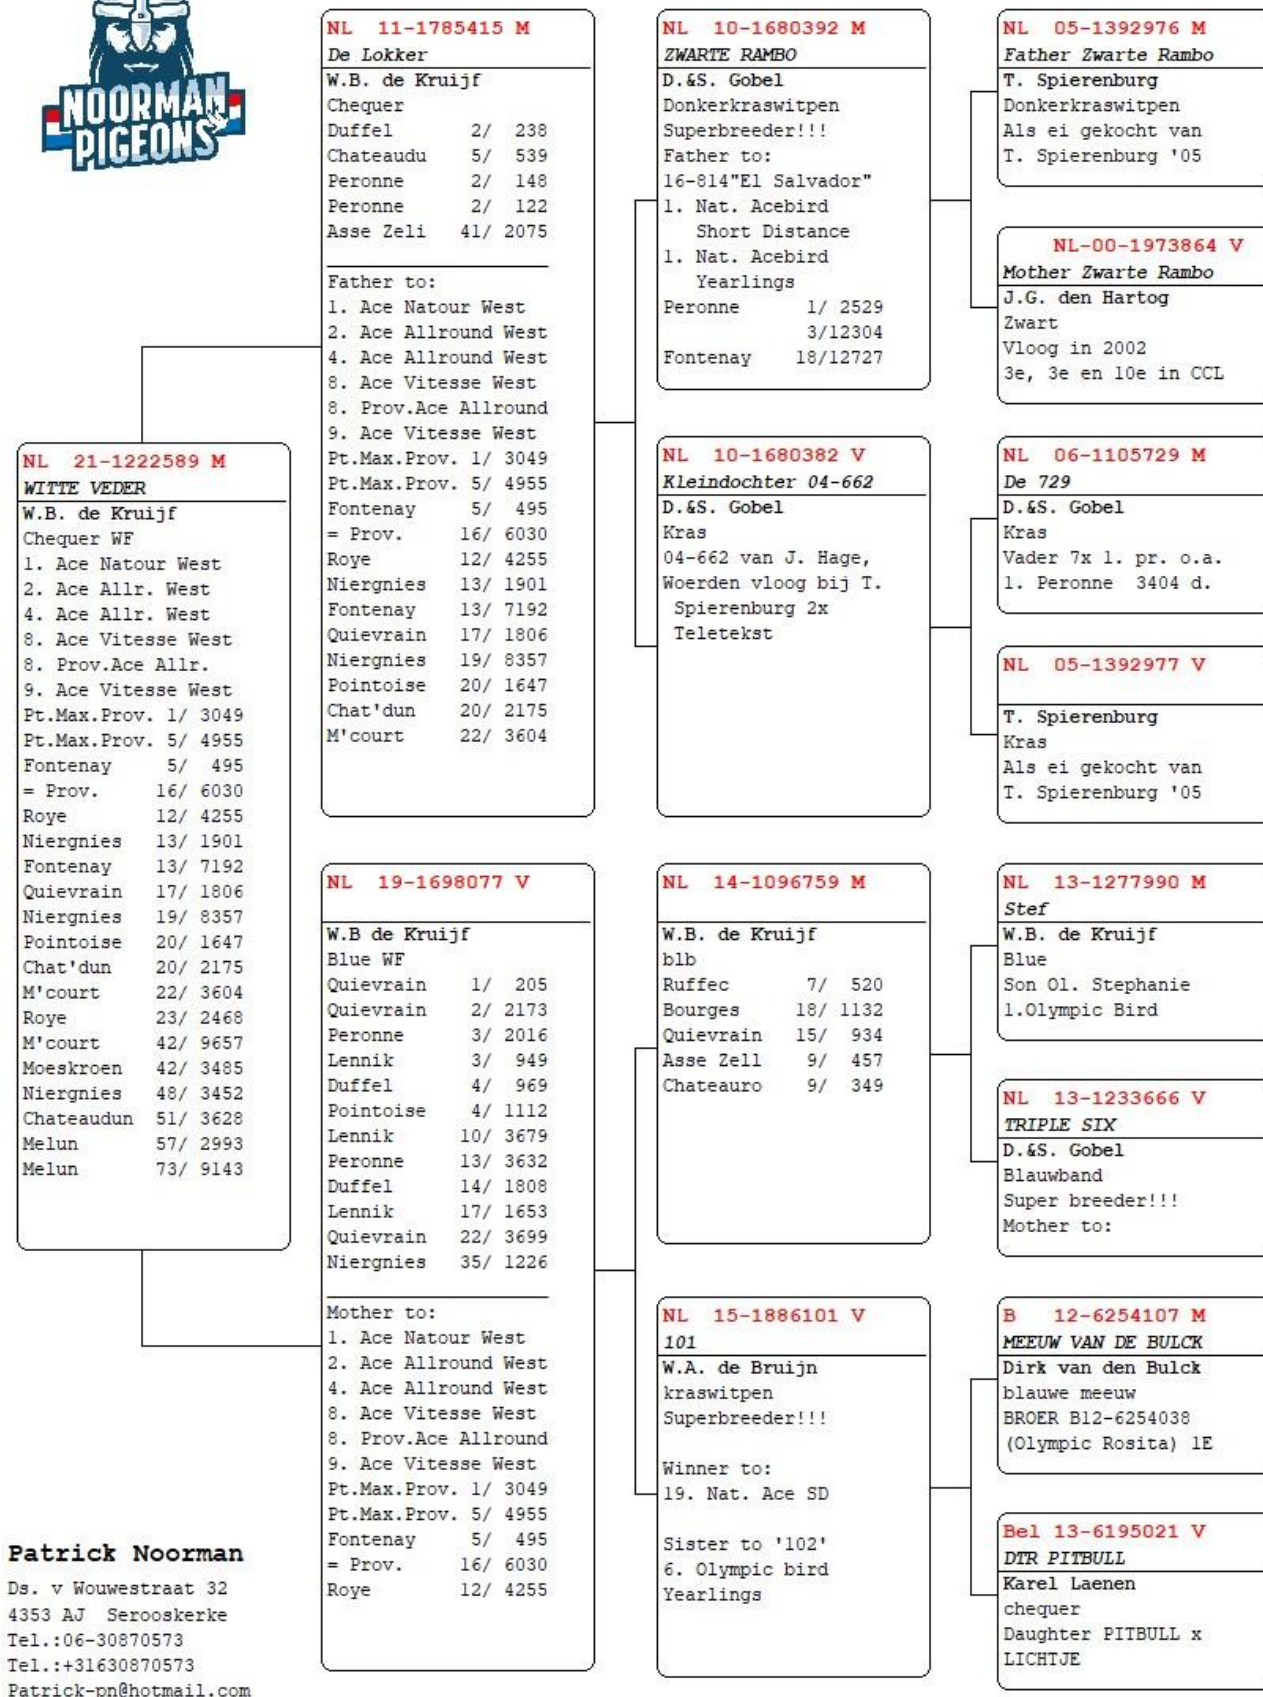 NOORMAN
PIGEONS
NL 21-1222589 M
WITTE VEDER
W.B. de Kruijf
Chequer WF
1. Ace Natour West
2. Ace Allr. West
4. Ace Allr. West
8. Ace Vitesse West
8. Prov.Ace Allr.
9. Ace Vitesse West
Pt.Max.Prov. 1/ 3049
Pt.Max.Prov. 5/ 4955
Fontenay 5/ 495
= Prov. 16/ 6030
Roye 12/ 4255
Niergnies 13/ 1901
Fontenay 13/ 7192
Quievrain 17/ 1806
Niergnies 19/ 8357
Pointoise 20/ 1647
Chat'dun 20/ 2175
M'court 22/ 3604
Roye 23/ 2468
M'court 42/ 9657
Moeskroen 42/ 3485
Niergnies 48/ 3452
Chateaudun 51/ 3628
Melun 57/ 2993
Melun 73/ 9143
Patrick Noorman
Ds. v Wouwestraat 32
4353 AJ Serooskerke
Tel.:06-30870573
Tel.:+31630870573
Patrick-pn@hotmail.com
NL 11-1785415 M
De Lokker
W.B. de Kruijf
Chequer
Duffel 2/ 238
Chateaudu 5/ 539
Peronne 2/ 148
Peronne 2/ 122
Asse Zeli 41/ 2075
Father to:
1. Ace Natour West
2. Ace Allround West
4. Ace Allround West
8. Ace Vitesse West
8. Prov.Ace Allround
9. Ace Vitesse West
Pt.Max.Prov. 1/ 3049
Pt.Max.Prov. 5/ 4955
Fontenay 5/ 495
= Prov. 16/ 6030
Roye 12/ 4255
Niergnies 13/ 1901
Fontenay 13/ 7192
Quievrain 17/ 1806
Niergnies 19/ 8357
Pointoise 20/ 1647
Chat'dun 20/ 2175
M'court 22/ 3604
NL 19-1698077 V
W.B de Kruijf
Blue WF
Quievrain 1/ 205
Quievrain 2/ 2173
Peronne 3/ 2016
Lennik 3/ 949
Duffel 4/ 969
Pointoise 4/ 1112
Lennik 10/ 3679
Peronne 13/ 3632
Duffel 14/ 1808
Lennik 17/ 1653
Quievrain 22/ 3699
Niergnies 35/ 1226
Mother to:
1. Ace Natour West
2. Ace Allround West
4. Ace Allround West
8. Ace Vitesse West
8. Prov.Ace Allround
9. Ace Vitesse West
Pt.Max.Prov. 1/ 3049
Pt.Max.Prov. 5/ 4955
Fontenay 5/ 495
= Prov. 16/ 6030
Roye 12/ 4255
NL 10-1680392 M
ZWARTE RAMBO
D.&S. Gobel
Donkerkraswitpen
Superbreeder!!!
Father to:
16-814"El Salvador"
1. Nat. Acebird
Short Distance
1. Nat. Acebird
Yearlings
Peronne 1/ 2529
3/12304
Fontenay 18/12727
NL 10-1680382 V
Kleindochter 04-662
D.&S. Gobel
Kras
04-662 van J. Hage,
Woerden vloog bij T.
Spierenburg 2x
Teletekst
NL 14-1096759 M
W.B. de Kruijf
blb
Ruffec 7/ 520
Bourges 18/ 1132
Quievrain 15/ 934
Asse Zell 9/ 457
Chateauro 9/ 349
NL 15-1886101 V
101
W.A. de Bruijn
kraswitpen
Superbreeder!!!
Winner to:
19. Nat. Ace SD
Sister to '102'
6. Olympic bird
Yearlings
NL 05-1392976 M
Father Zwarte Rambo
T. Spierenburg
Donkerkraswitpen
Als ei gekocht van
T. Spierenburg '05
NL-00-1973864 V
Mother Zwarte Rambo
J.G. den Hartog
Zwart
Vloog in 2002
3e, 3e en 10e in CCL
NL 06-1105729 M
De 729
D.&S. Gobel
Kras
Vader 7x 1. pr. o.a.
1. Peronne 3404 d.
NL 05-1392977 V
T. Spierenburg
Kras
Als ei gekocht van
T. Spierenburg '05
NL 13-1277990 M
Stef
W.B. de Kruijf
Blue
Son Ol. Stephanie
1.Olympic Bird
NL 13-1233666 V
TRIPLE SIX
D.&S. Gobel
Blauwband
Super breeder!!!
Mother to:
B 12-6254107 M
MEEUW VAN DE BULCK
Dirk van den Bulck
blauwe meeuw
BROER B12-6254038
(Olympic Rosita) 1E
Bel 13-6195021 V
DTR PITBULL
Karel Laenen
chequer
Daughter PITBULL x
LICHTJE